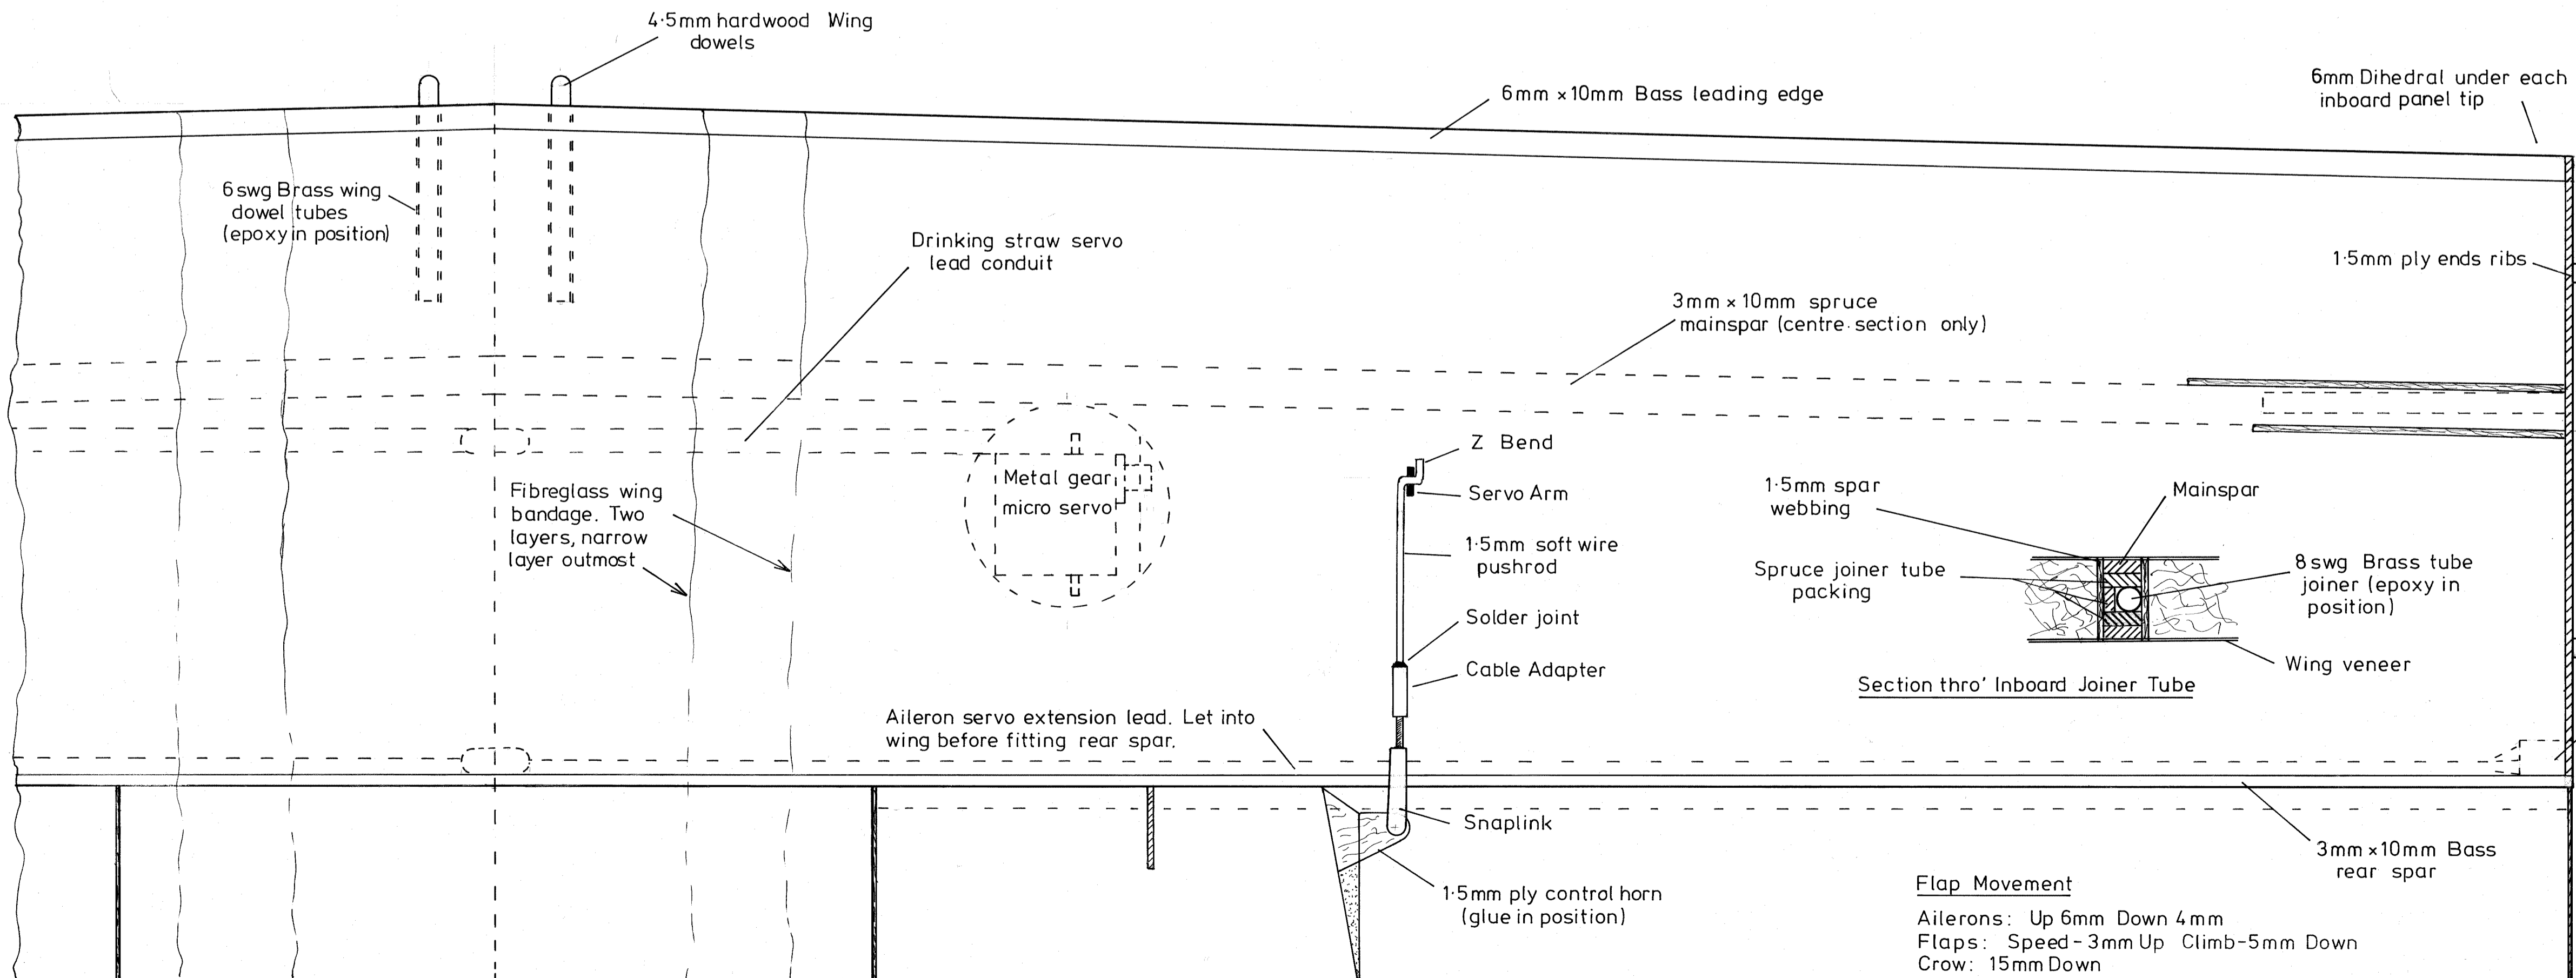 4·5mm hardwood Wing
dowels
6mm × 10mm Bass leading edge
6mm Dihedral under each
inboard panel tip
6 swg Brass wing
dowel tubes
(epoxy in position)
Drinking straw servo
lead conduit
1·5mm ply ends ribs
3mm × 10mm spruce
mainspar (centre·section only)
Z Bend
Metal gear
micro servo
Servo Arm
Fibreglass wing
bandage. Two
layers, narrow
layer outmost
1·5mm soft wire
pushrod
1·5mm spar
webbing
Mainspar
Spruce joiner tube
packing
8 swg Brass tube
joiner (epoxy in
position)
Solder joint
Cable Adapter
Wing veneer
Section thro' Inboard Joiner Tube
Aileron servo extension lead. Let into
wing before fitting rear spar.
Snaplink
3mm × 10mm Bass
rear spar
1·5mm ply control horn
(glue in position)
Flap Movement
Ailerons: Up 6mm Down 4mm
Flaps: Speed-3mm Up Climb-5mm Down
Crow: 15mm Down